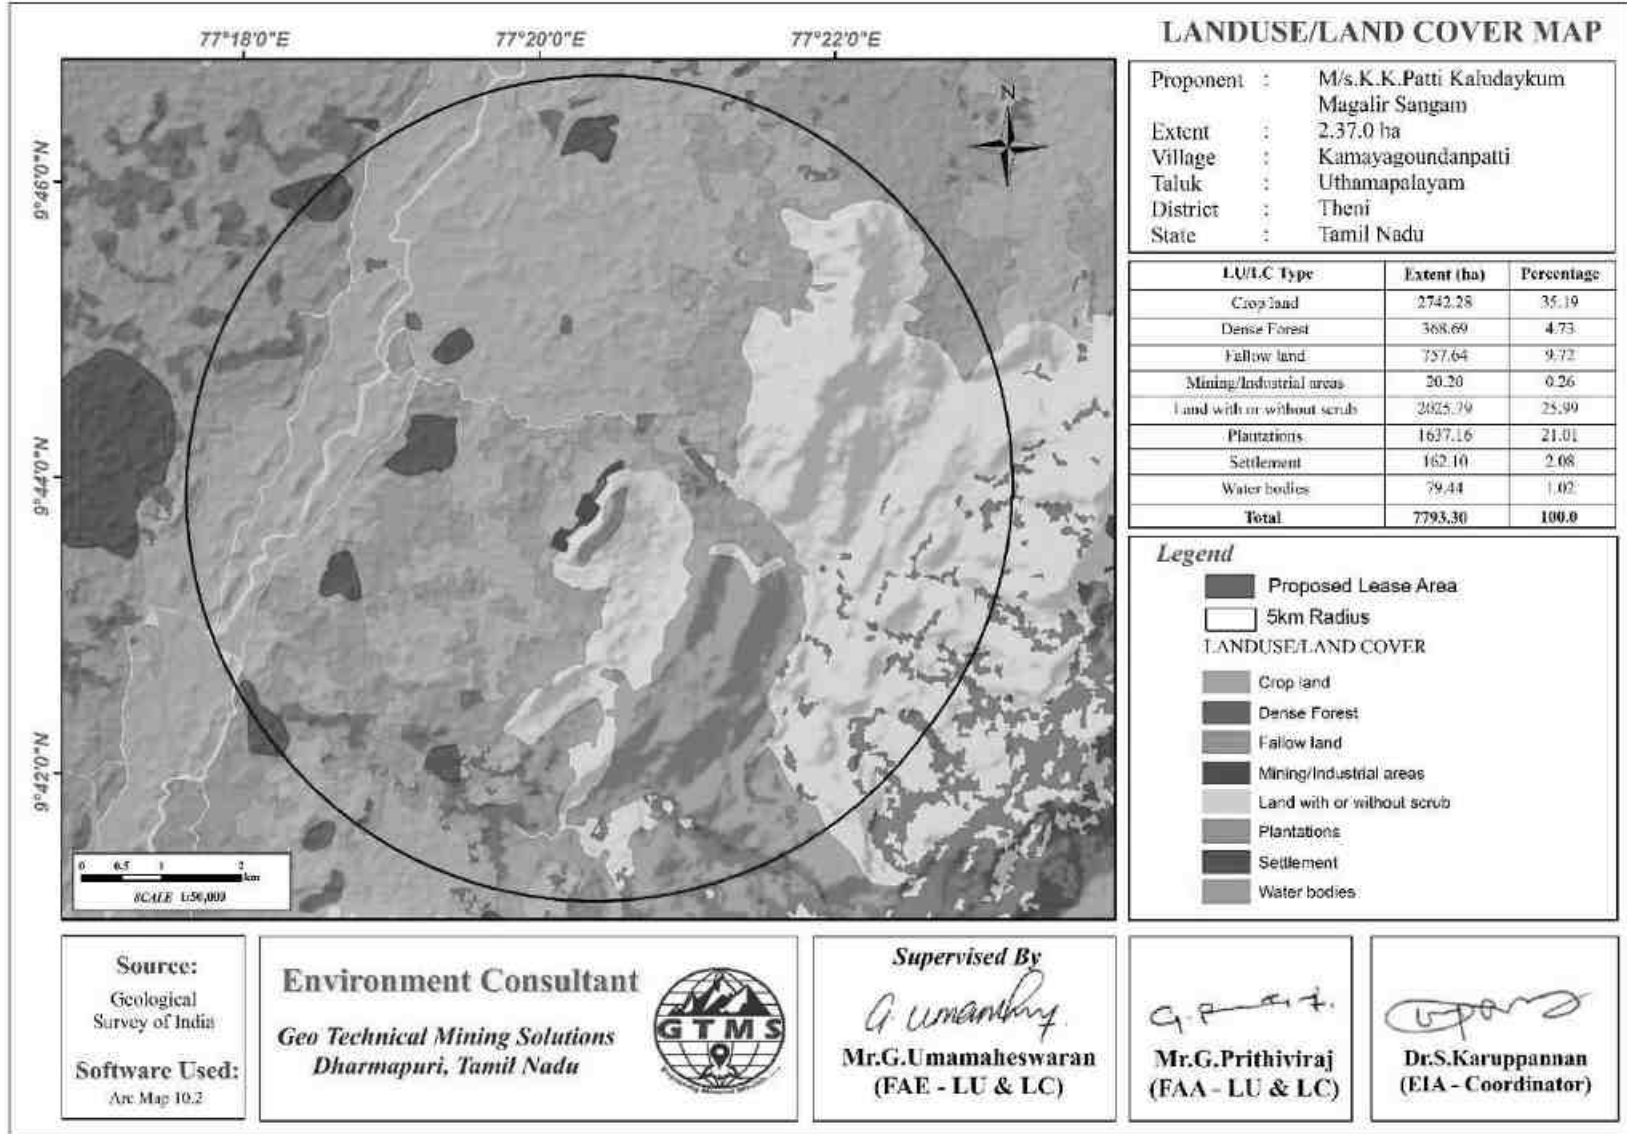 LANDUSE/LAND COVER MAP
77°18'0"E 77°20'0"E 77°22'0"E
9°46'0"N
9°44'0"N
9°42'0"N
N
0 0.5 1 2
km
SCALE 1:50,000
Proponent : M/s.K.K.Patti Kaludaykum
Magalir Sangam
Extent : 2.37.0 ha
Village : Kamayagoundanpatti
Taluk : Uthamapalayam
District : Theni
State : Tamil Nadu
LU/LC Type Extent (ha) Percentage
Crop land 2742.28 35.19
Dense Forest 368.69 4.73
Fallow land 757.64 9.72
Mining/Industrial areas 20.20 0.26
Land with or without scrub 2025.79 25.99
Plantations 1637.16 21.01
Settlement 162.10 2.08
Water bodies 79.44 1.02
Total 7793.30 100.0
Legend
Proposed Lease Area
5km Radius
LANDUSE/LAND COVER
Crop land
Dense Forest
Fallow land
Mining/Industrial areas
Land with or without scrub
Plantations
Settlement
Water bodies
Source:
Geological
Survey of India
Software Used:
Arc Map 10.2
Environment Consultant
Geo Technical Mining Solutions
Dharmapuri, Tamil Nadu
GTMS
Supervised By
Mr.G.Umamaheswaran
(FAE - LU & LC)
Mr.G.Prithiviraj
(FAA - LU & LC)
Dr.S.Karuppannan
(EIA - Coordinator)